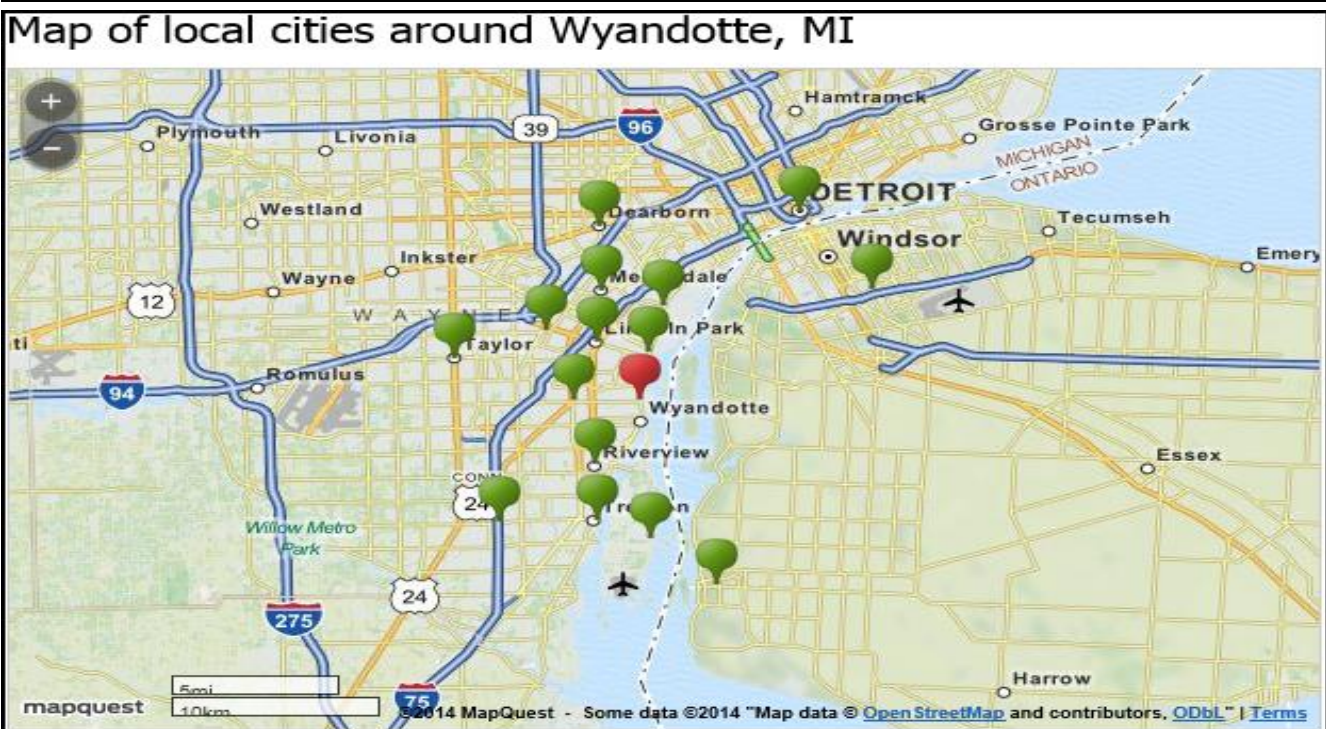 Map of local cities around Wyandotte, MI
+
−
Hamtramck
Plymouth
Livonia
39
96
Grosse Pointe Park
MICHIGAN
ONTARIO
DETROIT
Westland
Dearborn
Tecumseh
Windsor
Inkster
Emery
Wayne
12
WAYNE
Lincoln Park
Taylor
ti
Romulus
94
Wyandotte
Riverview
Essex
CONN
24
Willow Metro
Park
24
275
Harrow
5mi
10km
mapquest
75
©2014 MapQuest - Some data ©2014 "Map data © OpenStreetMap and contributors, ODbL" | Terms